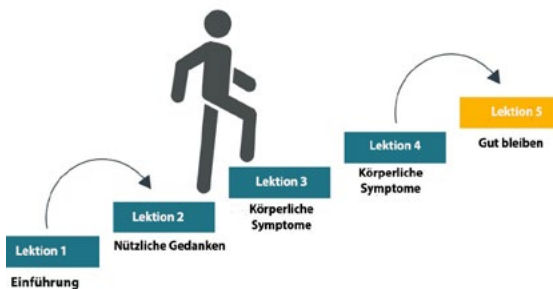 Lektion 1
Einführung
Lektion 2
Nützliche Gedanken
Lektion 3
Körperliche
Symptome
Lektion 4
Körperliche
Symptome
Lektion 5
Gut bleiben